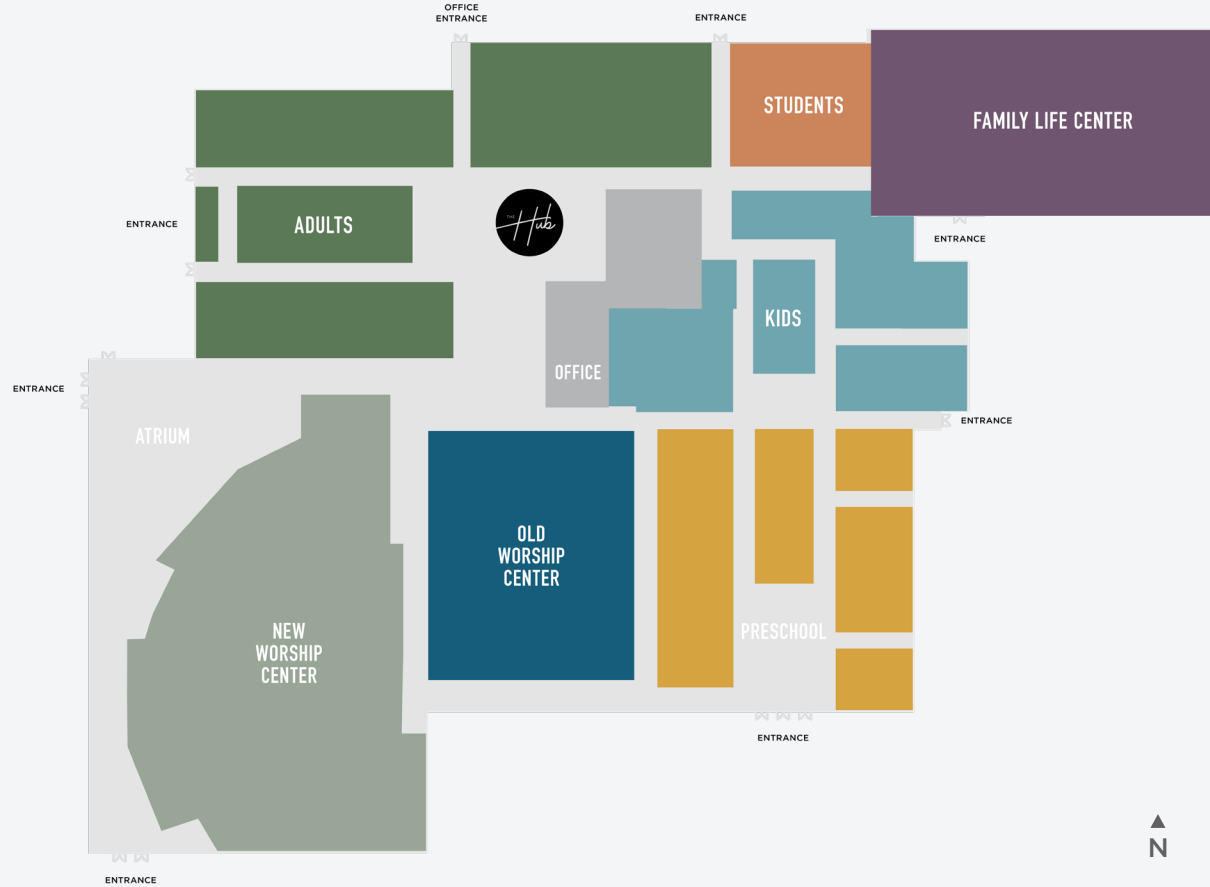 OFFICE
ENTRANCE
ENTRANCE
STUDENTS
FAMILY LIFE CENTER
ENTRANCE
ADULTS
THE
Hub
ENTRANCE
KIDS
OFFICE
ENTRANCE
ATRIUM
ENTRANCE
OLD
WORSHIP
CENTER
NEW
WORSHIP
CENTER
PRESCHOOL
ENTRANCE
N
ENTRANCE